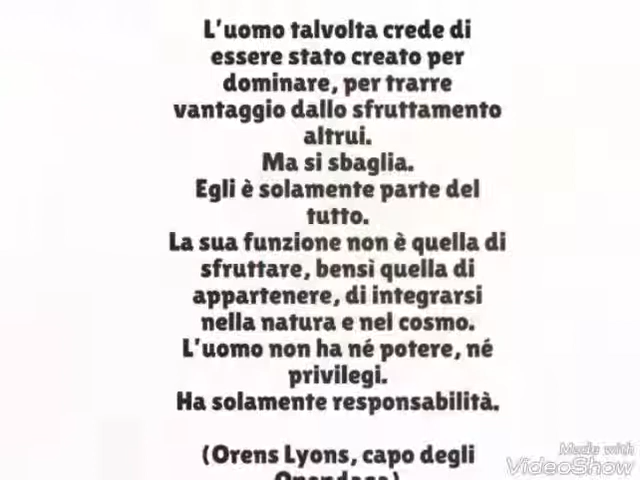 L'uomo talvolta crede di
essere stato creato per
dominare, per trarre
vantaggio dallo sfruttamento
altrui.
Ma si sbaglia.
Egli è solamente parte del
tutto.
La sua funzione non è quella di
sfruttare, bensì quella di
appartenere, di integrarsi
nella natura e nel cosmo.
L'uomo non ha né potere, né
privilegi.
Ha solamente responsabilità.
(Orens Lyons, capo degli
Made with
VideoShow